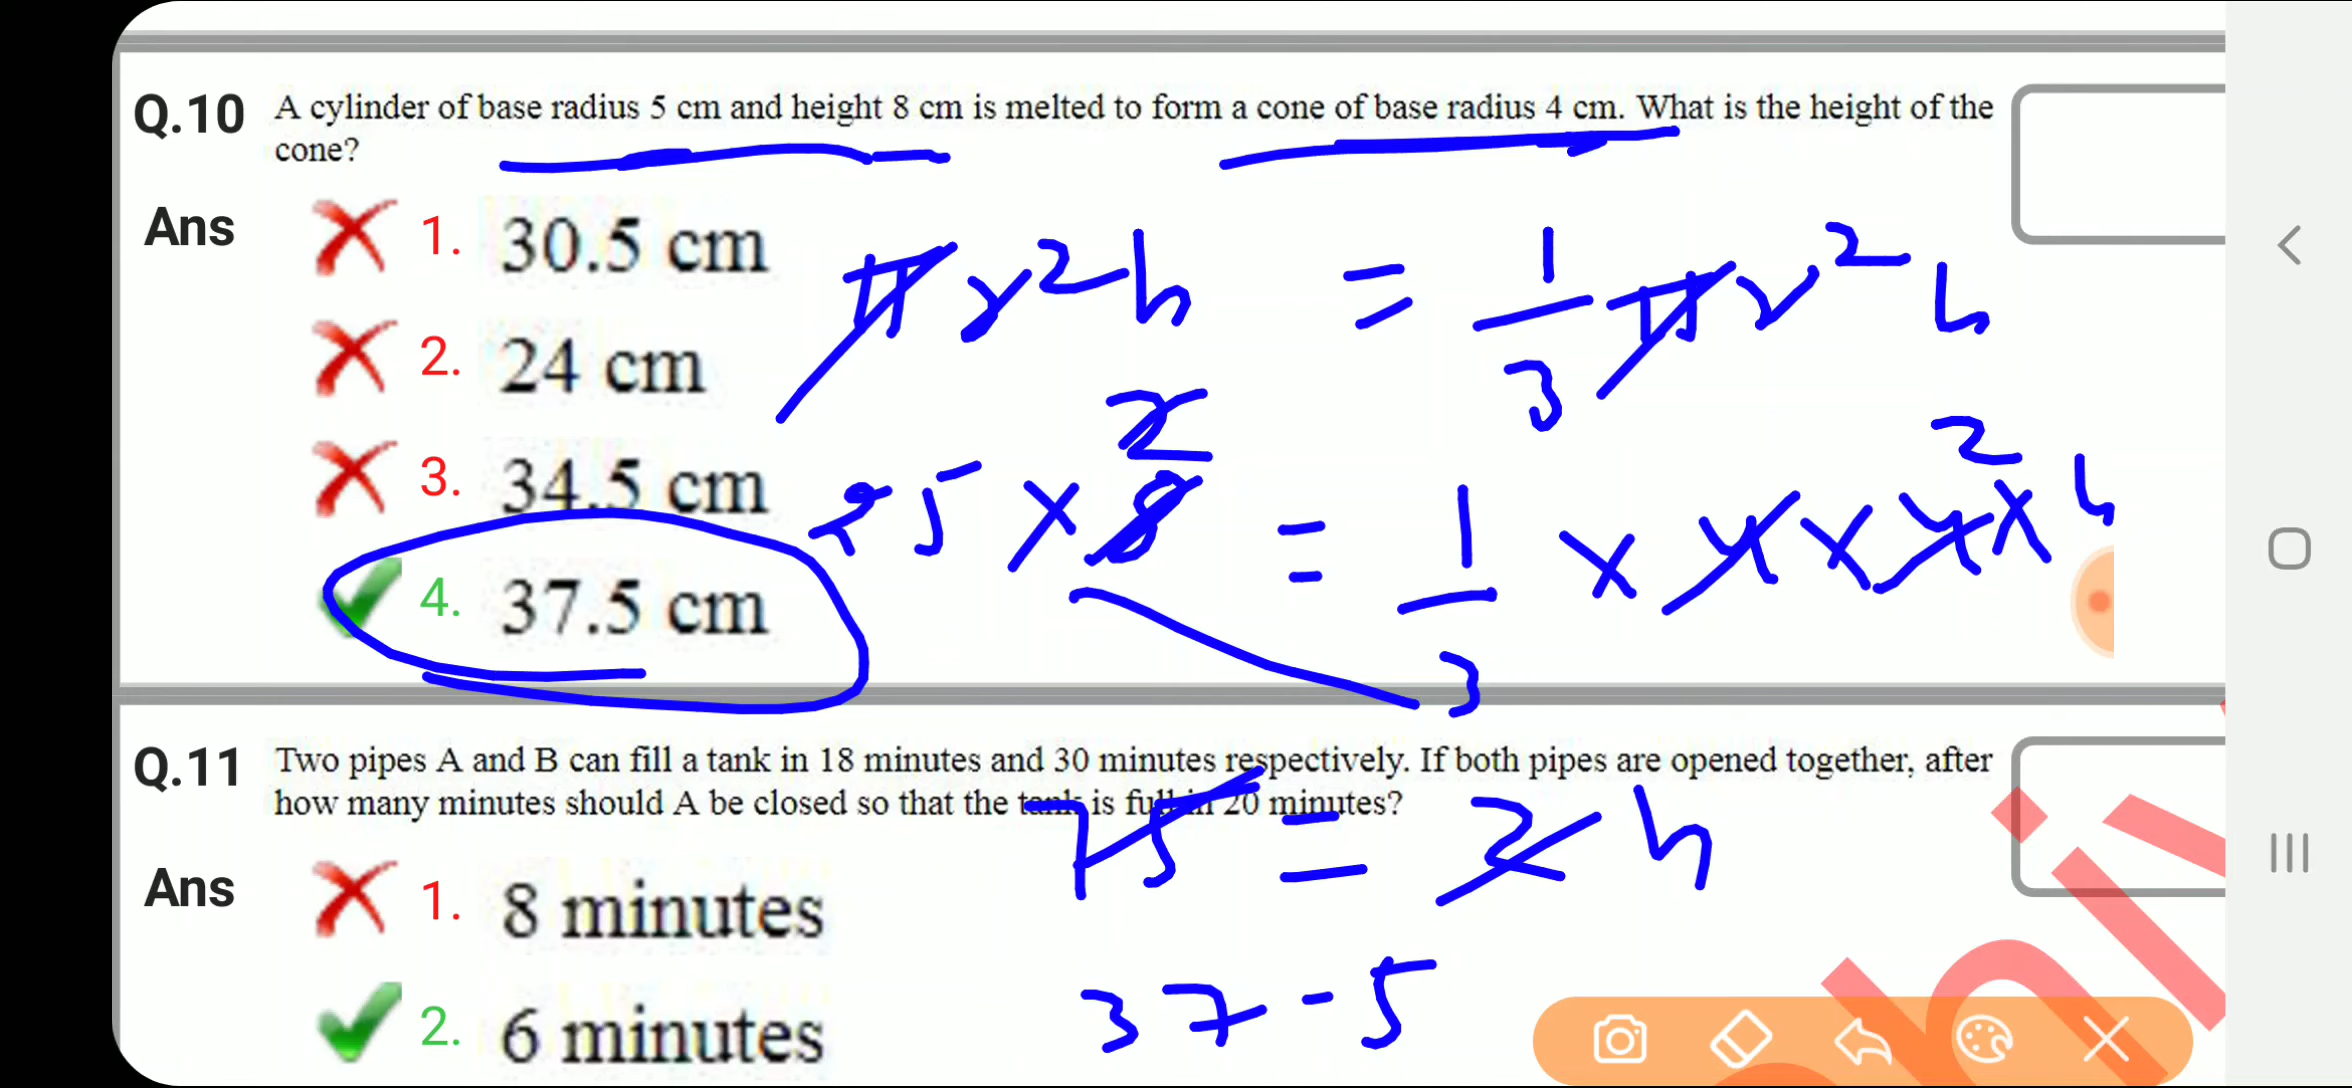 Q.10 A cylinder of base radius 5 cm and height 8 cm is melted to form a cone of base radius 4 cm. What is the height of the
cone?
Ans 1. 30.5 cm
πr²h = 1/3 πr²h
2. 24 cm
3. 34.5 cm
25 × 8 = 1/3 × 4 × 4 × h
2 2
4. 37.5 cm
Q.11 Two pipes A and B can fill a tank in 18 minutes and 30 minutes respectively. If both pipes are opened together, after
how many minutes should A be closed so that the tank is full in 20 minutes?
75 = 2h
Ans 1. 8 minutes
37-5
2. 6 minutes